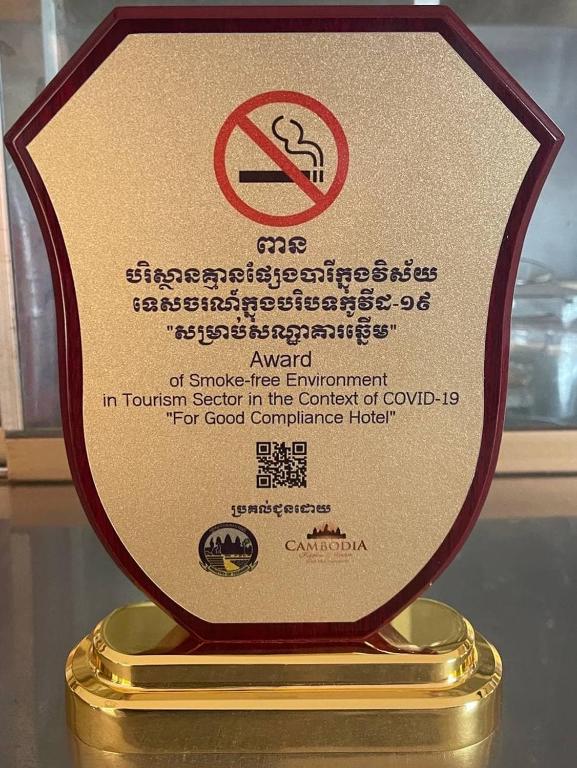 ពាន
បរិស្ថានគ្មានផ្សែងបារីក្នុងវិស័យ
ទេសចរណ៍ក្នុងបរិបទកូវីដ-១៩
"សម្រាប់សណ្ឋាគារឆ្នើម"
Award
of Smoke-free Environment
in Tourism Sector in the Context of COVID-19
"For Good Compliance Hotel"
ប្រគល់ជូនដោយ
CAMBODIA